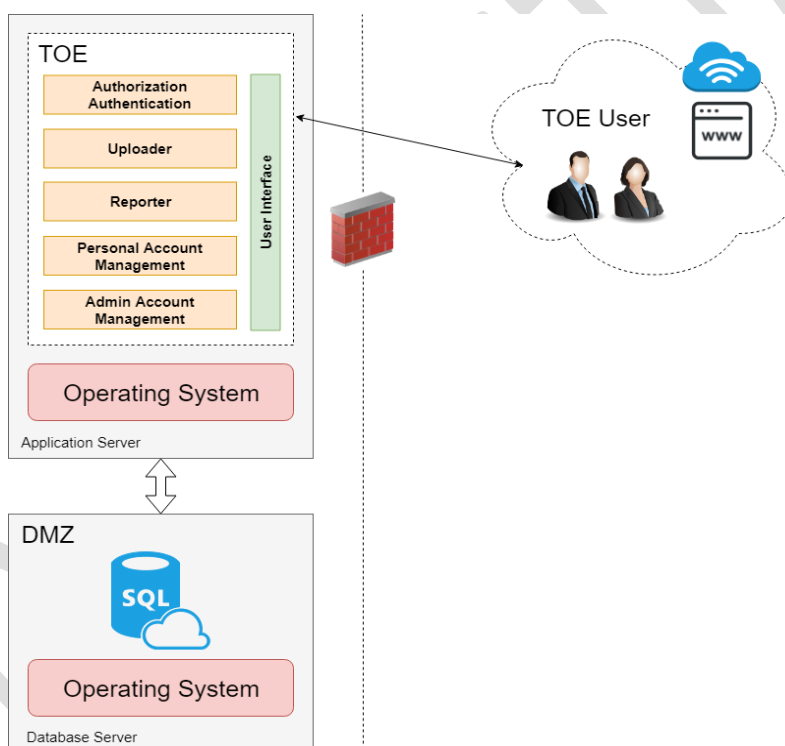 TOE
Authorization
Authentication
Uploader
Reporter
Personal Account
Management
Admin Account
Management
User Interface
Operating System
Application Server
TOE User
www
DMZ
SQL
Operating System
Database Server